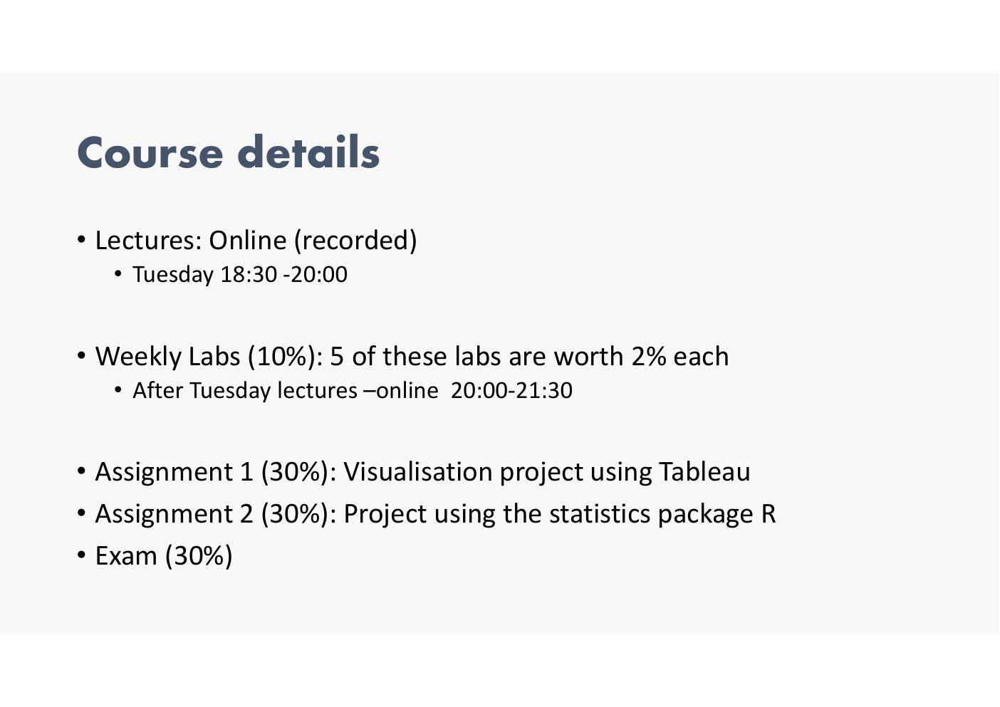 Course details
• Lectures: Online (recorded)
• Tuesday 18:30 -20:00
• Weekly Labs (10%): 5 of these labs are worth 2% each
• After Tuesday lectures –online  20:00-21:30
• Assignment 1 (30%): Visualisation project using Tableau
• Assignment 2 (30%): Project using the statistics package R
• Exam (30%)